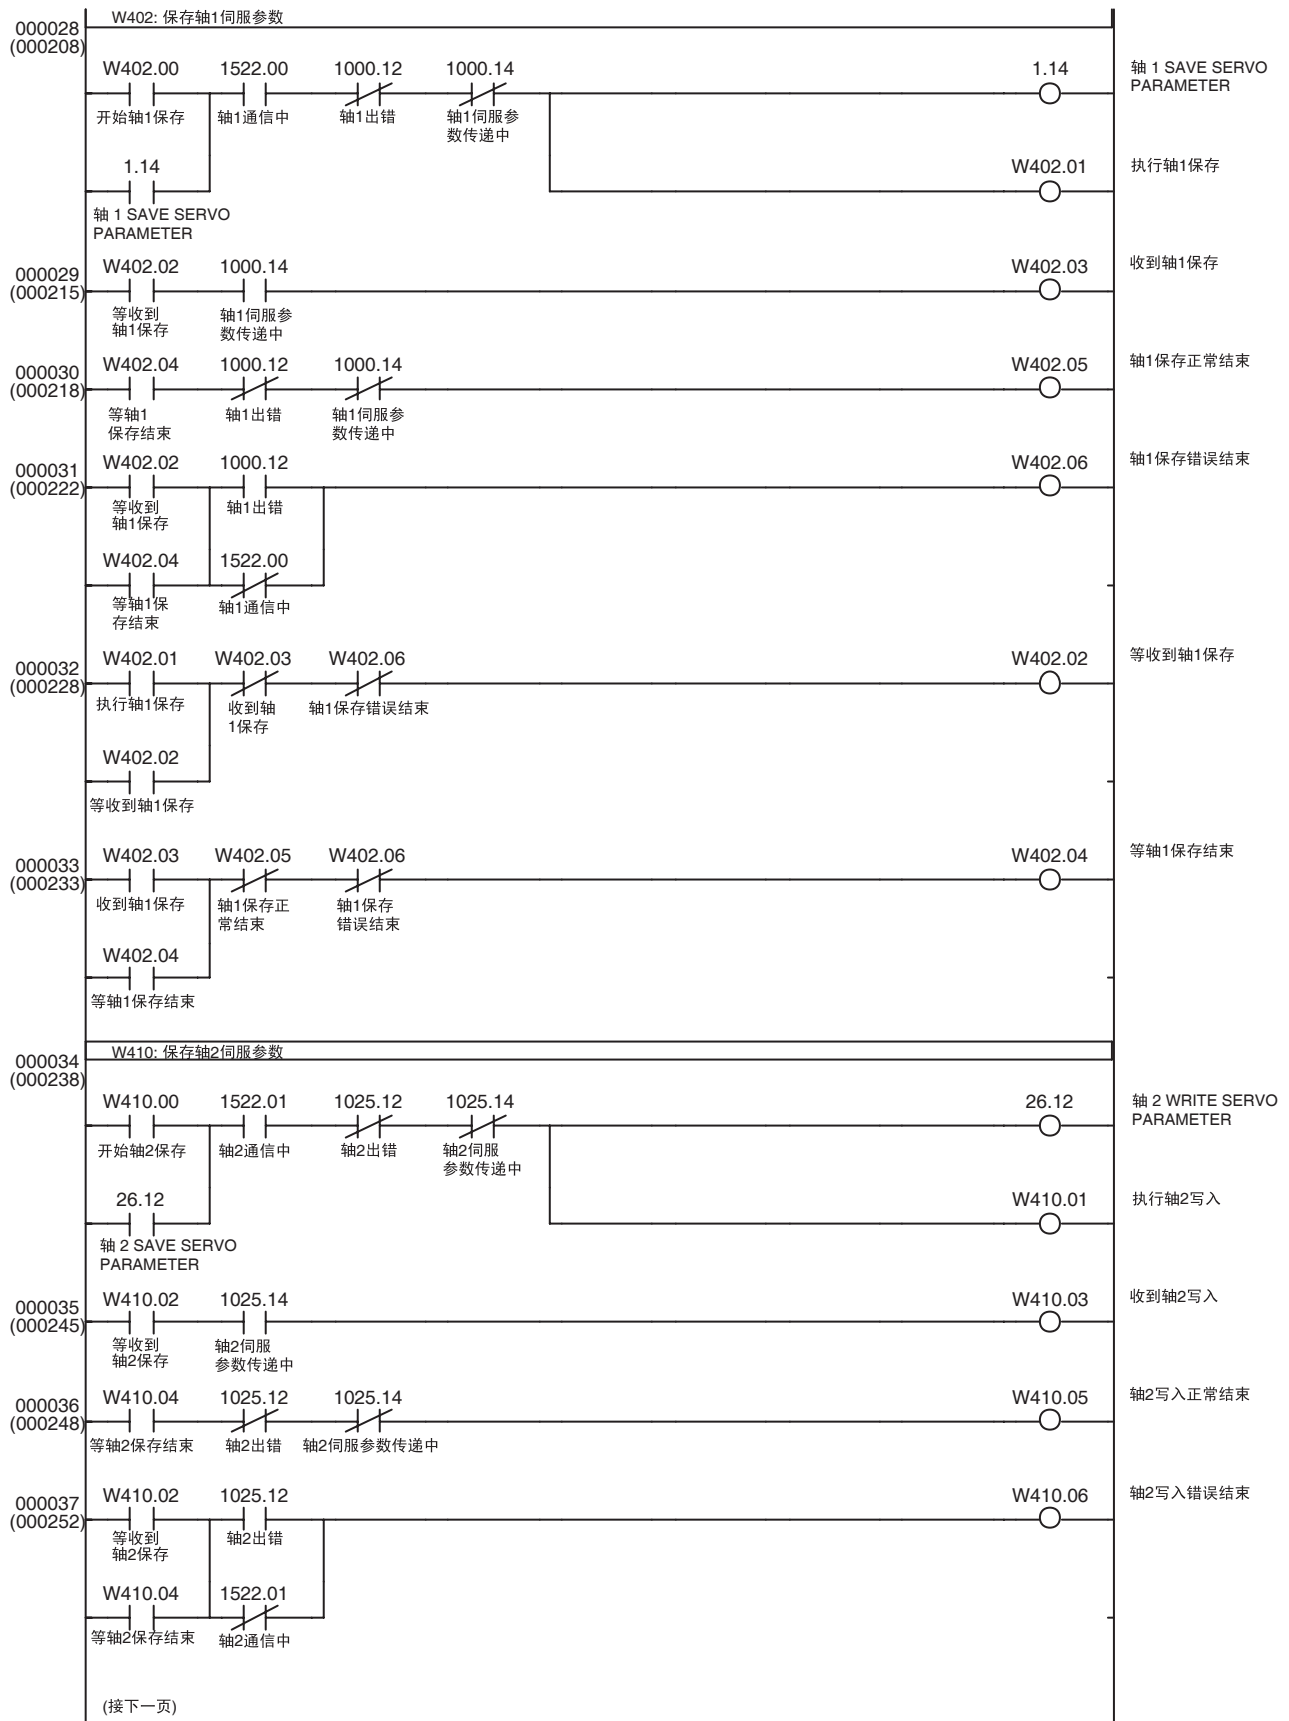 W402: 保存轴1伺服参数
000028
(000208)
W402.00 1522.00 1000.12 1000.14 1.14
轴 1 SAVE SERVO
PARAMETER
开始轴1保存 轴1通信中 轴1出错 轴1伺服参
数传递中
1.14 W402.01 执行轴1保存
轴 1 SAVE SERVO
PARAMETER
000029
(000215)
W402.02 1000.14 W402.03 收到轴1保存
等收到
轴1保存
轴1伺服参
数传递中
000030
(000218)
W402.04 1000.12 1000.14 W402.05 轴1保存正常结束
等轴1
保存结束
轴1出错
轴1伺服参
数传递中
000031
(000222)
W402.02 1000.12 W402.06 轴1保存错误结束
等收到
轴1保存
轴1出错
W402.04 1522.00
等轴1保
存结束
轴1通信中
000032
(000228)
W402.01 W402.03 W402.06 W402.02 等收到轴1保存
执行轴1保存
收到轴
1保存
轴1保存错误结束
W402.02
等收到轴1保存
000033
(000233)
W402.03 W402.05 W402.06 W402.04 等轴1保存结束
收到轴1保存
轴1保存正
常结束
轴1保存
错误结束
W402.04
等轴1保存结束
W410: 保存轴2伺服参数
000034
(000238)
W410.00 1522.01 1025.12 1025.14 26.12
轴 2 WRITE SERVO
PARAMETER
开始轴2保存 轴2通信中 轴2出错 轴2伺服
参数传递中
26.12 W410.01 执行轴2写入
轴 2 SAVE SERVO
PARAMETER
000035
(000245)
W410.02 1025.14 W410.03 收到轴2写入
等收到
轴2保存
轴2伺服
参数传递中
000036
(000248)
W410.04 1025.12 1025.14 W410.05 轴2写入正常结束
等轴2保存结束 轴2出错 轴2伺服参数传递中
000037
(000252)
W410.02 1025.12 W410.06 轴2写入错误结束
等收到
轴2保存
轴2出错
W410.04 1522.01
等轴2保存结束 轴2通信中
(接下一页)